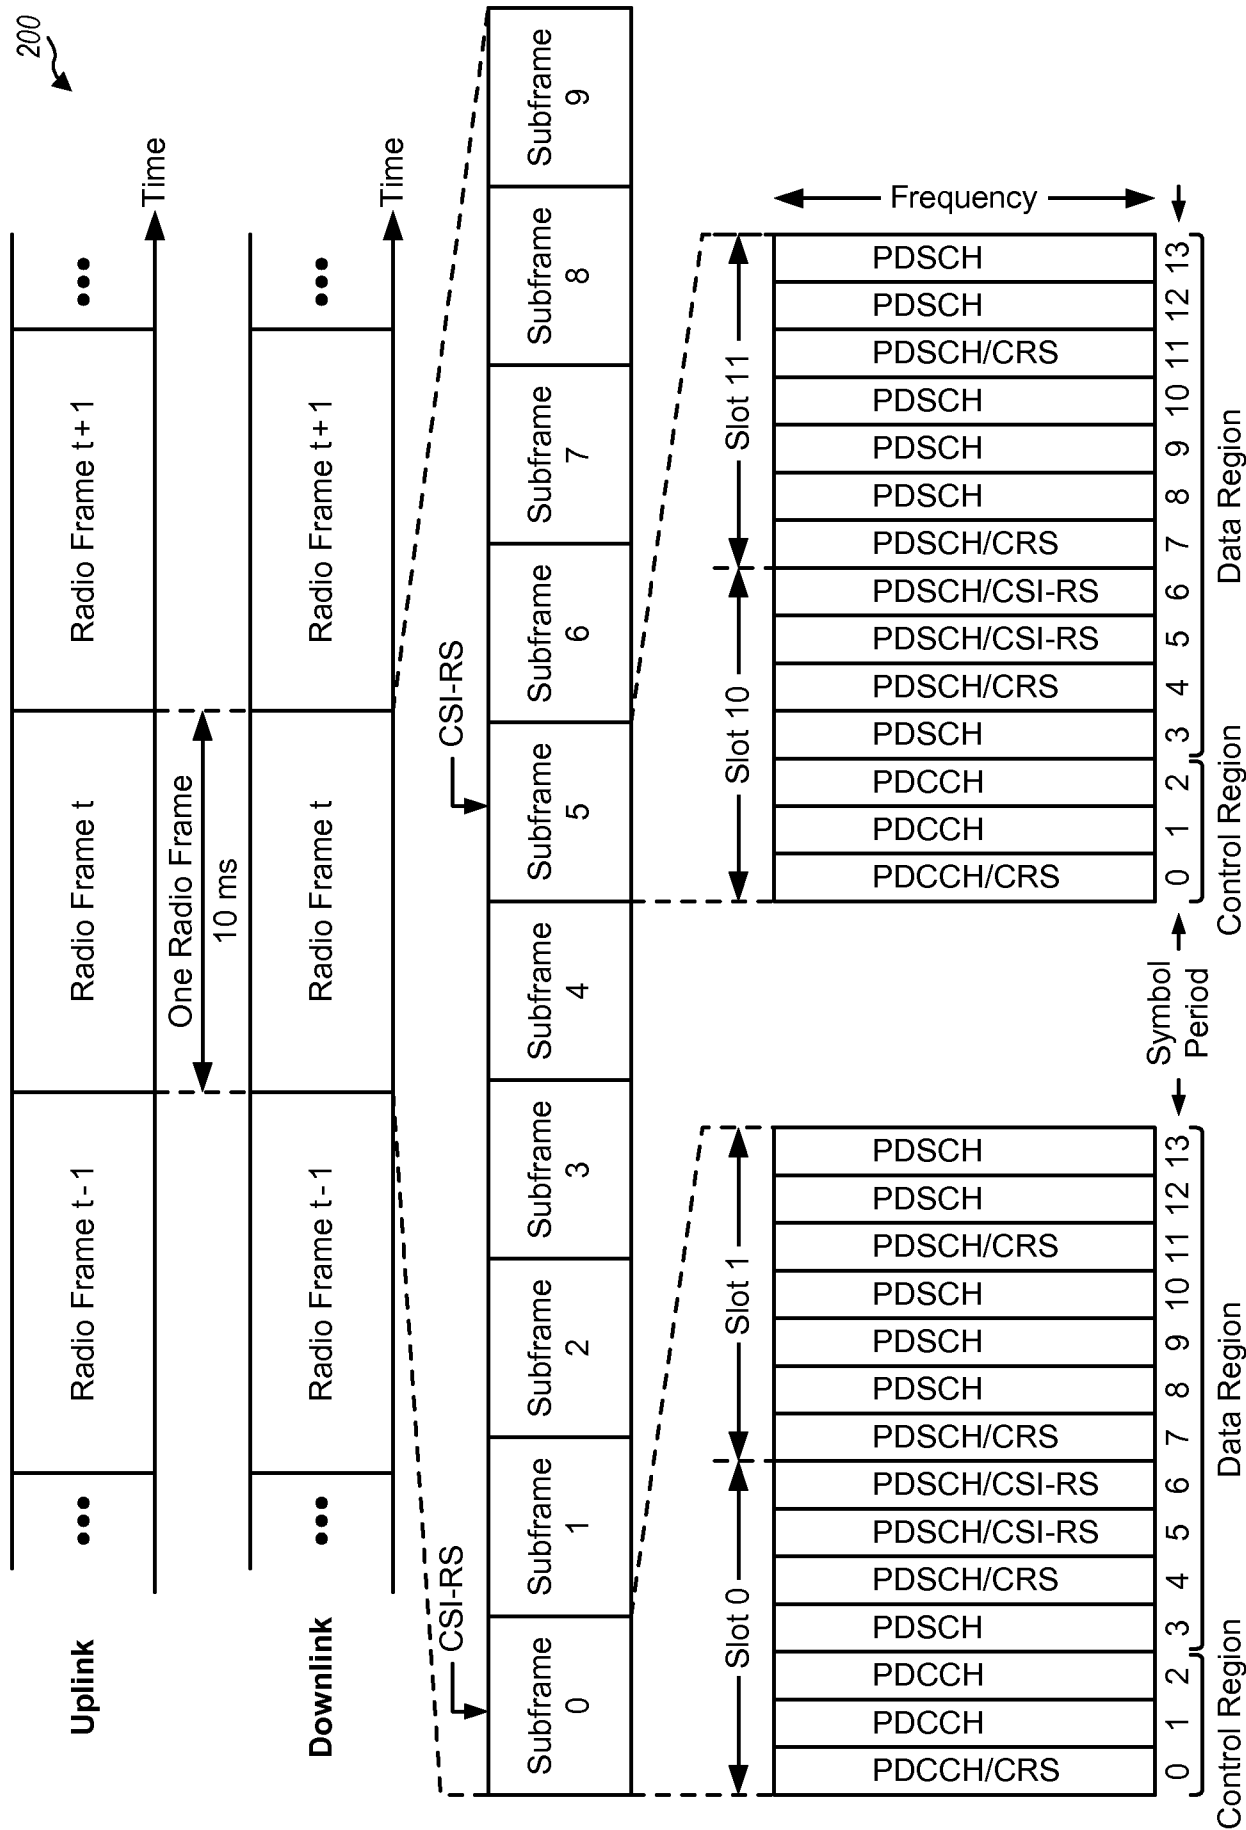 200
Uplink
Radio Frame t-1
Radio Frame t
Radio Frame t+1
Time
One Radio Frame
10 ms
Downlink
Radio Frame t-1
Radio Frame t
Radio Frame t+1
Time
CSI-RS
CSI-RS
Subframe 0
Subframe 1
Subframe 2
Subframe 3
Subframe 4
Subframe 5
Subframe 6
Subframe 7
Subframe 8
Subframe 9
Slot 0
Slot 1
PDCCH/CRS
PDCCH
PDCCH
PDSCH
PDSCH/CRS
PDSCH/CSI-RS
PDSCH/CSI-RS
PDSCH/CRS
PDSCH
PDSCH
PDSCH
PDSCH/CRS
PDSCH
PDSCH
0 1 2 3 4 5 6 7 8 9 10 11 12 13
Control Region
Data Region
Symbol
Period
Slot 10
Slot 11
PDCCH/CRS
PDCCH
PDCCH
PDSCH
PDSCH/CRS
PDSCH/CSI-RS
PDSCH/CSI-RS
PDSCH/CRS
PDSCH
PDSCH
PDSCH
PDSCH/CRS
PDSCH
PDSCH
Frequency
0 1 2 3 4 5 6 7 8 9 10 11 12 13
Control Region
Data Region